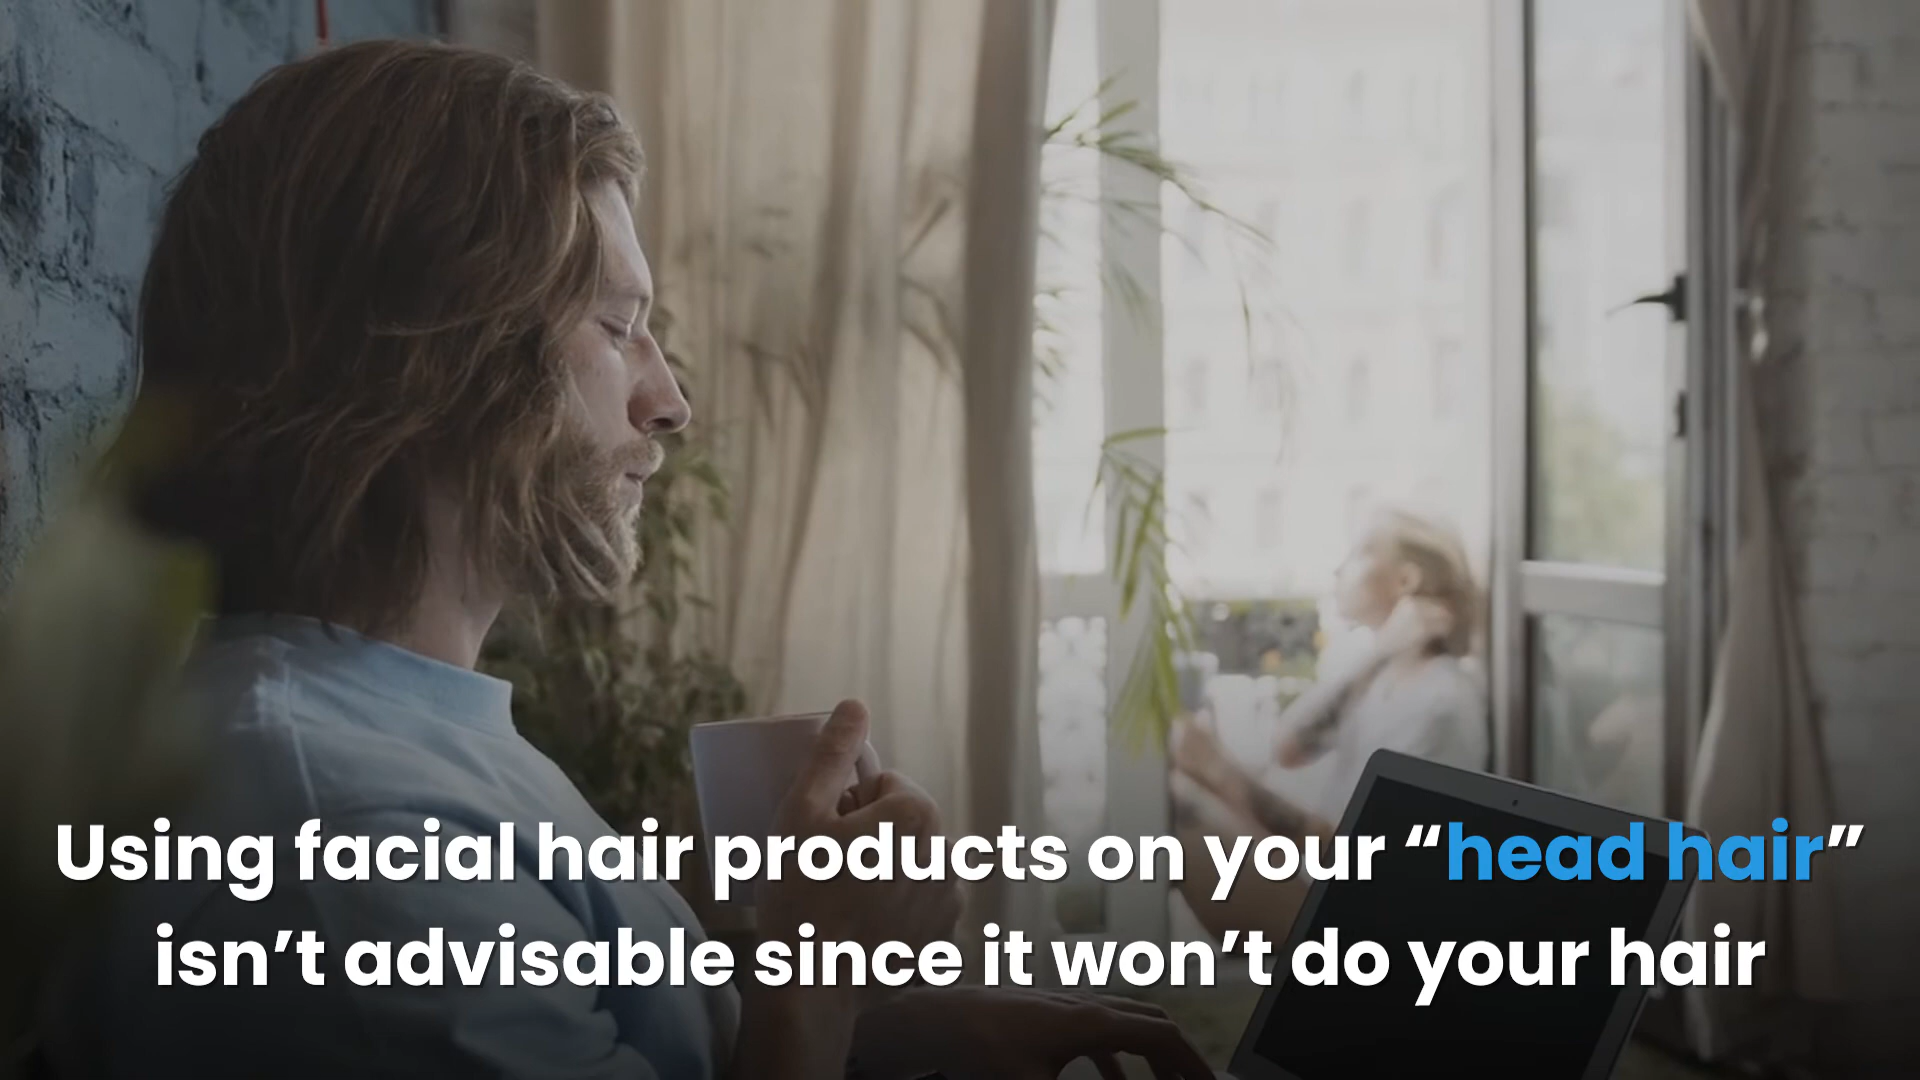 Using facial hair products on your “head hair”
isn’t advisable since it won’t do your hair